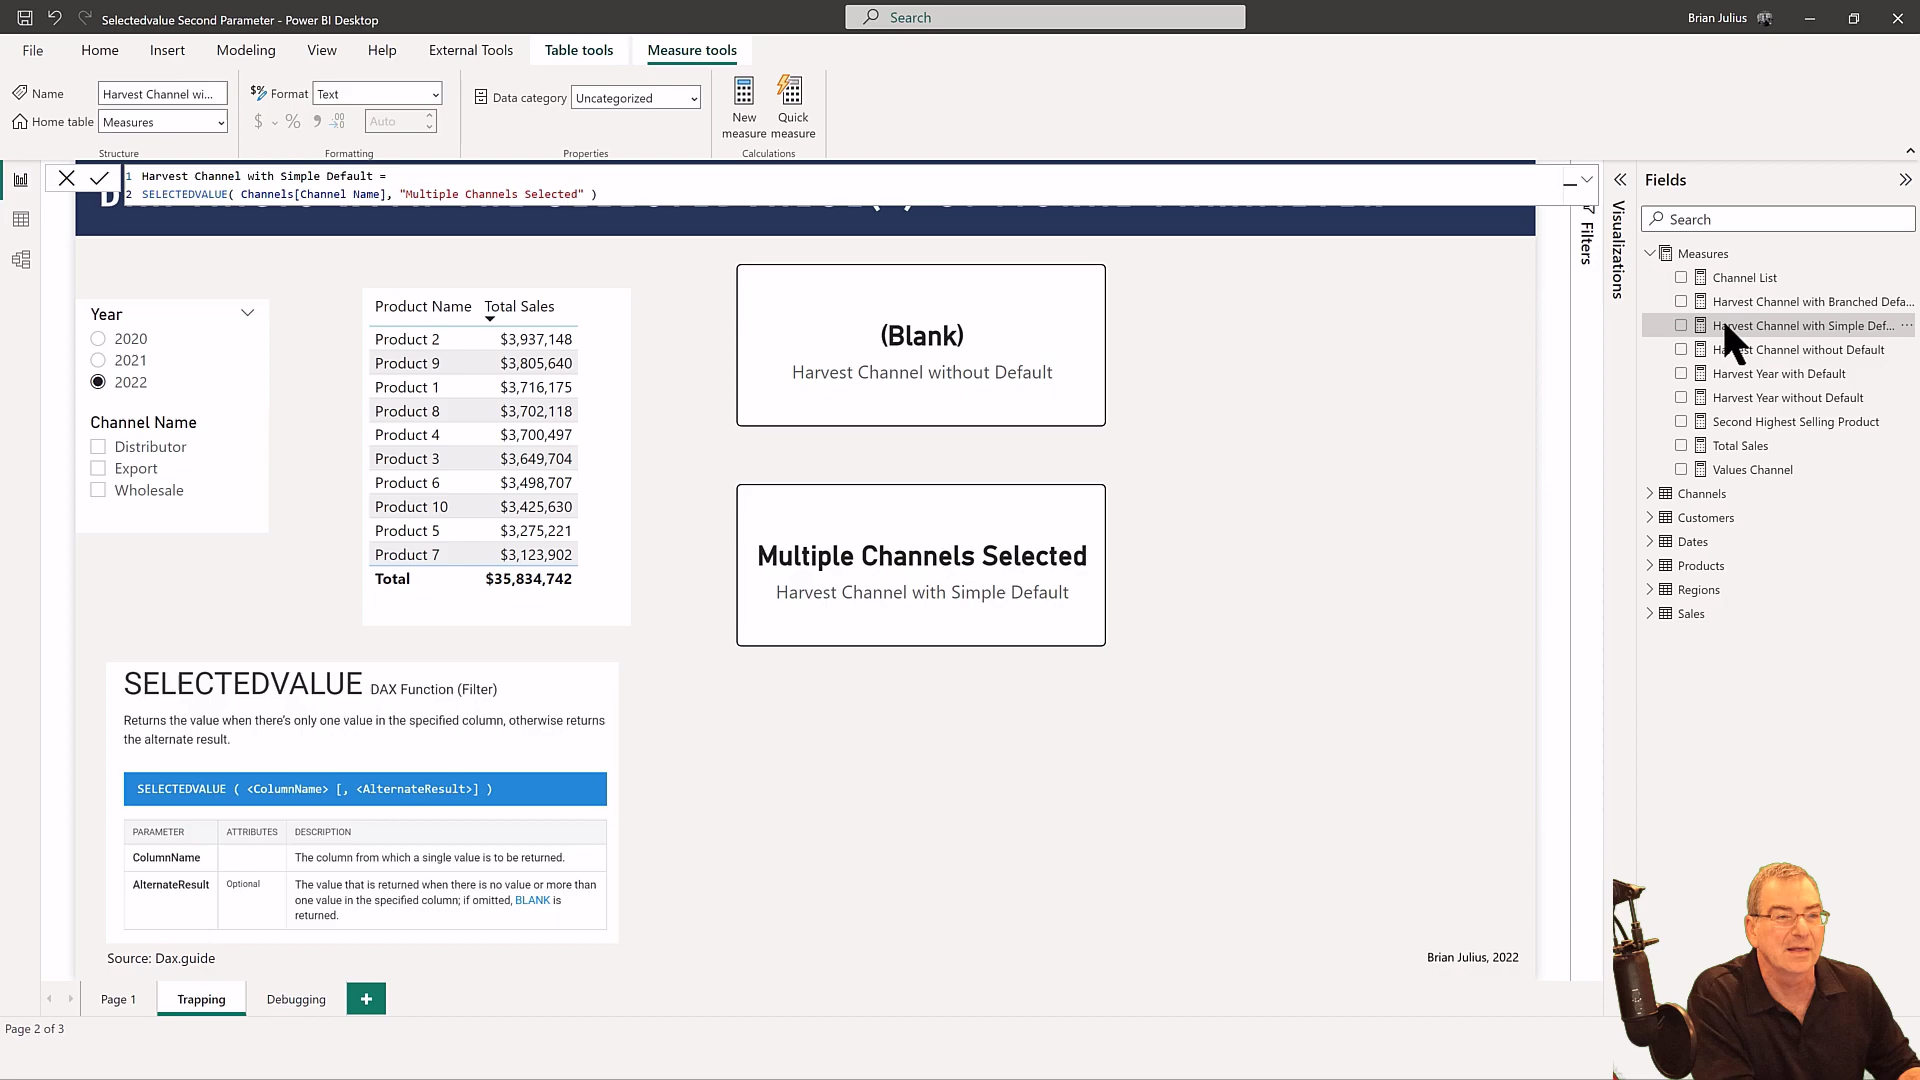 Selectedvalue Second Parameter - Power BI Desktop
Search
Brian Julius
File Home Insert Modeling View Help External Tools Table tools Measure tools
Name Harvest Channel wi...
Home table Measures
Structure
$% Format Text
$ % 9 .00 Auto
Formatting
Data category Uncategorized
Properties
New measure
Quick measure
Calculations
1 Harvest Channel with Simple Default =
2 SELECTEDVALUE( Channels[Channel Name], "Multiple Channels Selected" )
Year
2020
2021
2022
Channel Name
Distributor
Export
Wholesale
Product Name Total Sales
Product 2 $3,937,148
Product 9 $3,805,640
Product 1 $3,716,175
Product 8 $3,702,118
Product 4 $3,700,497
Product 3 $3,649,704
Product 6 $3,498,707
Product 10 $3,425,630
Product 5 $3,275,221
Product 7 $3,123,902
Total $35,834,742
(Blank)
Harvest Channel without Default
Multiple Channels Selected
Harvest Channel with Simple Default
SELECTEDVALUE DAX Function (Filter)
Returns the value when there's only one value in the specified column, otherwise returns
the alternate result.
SELECTEDVALUE ( <ColumnName> [, <AlternateResult>] )
PARAMETER ATTRIBUTES DESCRIPTION
ColumnName The column from which a single value is to be returned.
AlternateResult Optional The value that is returned when there is no value or more than
one value in the specified column; if omitted, BLANK is
returned.
Source: Dax.guide
Brian Julius, 2022
Filters
Visualizations
Fields
Search
Measures
Channel List
Harvest Channel with Branched Defa...
Harvest Channel with Simple Def...
Harvest Channel without Default
Harvest Year with Default
Harvest Year without Default
Second Highest Selling Product
Total Sales
Values Channel
Channels
Customers
Dates
Products
Regions
Sales
Page 1 Trapping Debugging +
Page 2 of 3